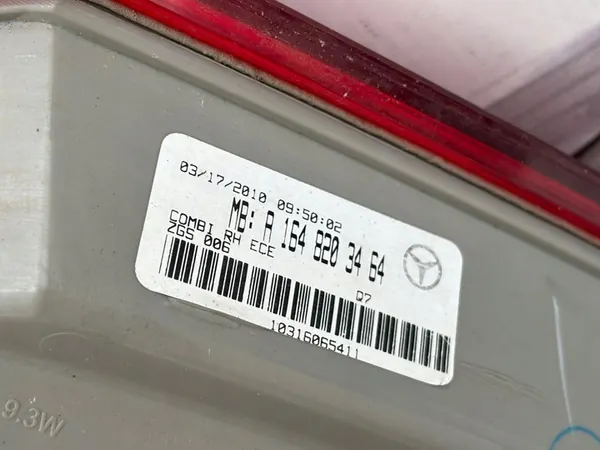 03/17/2010 09:50:02
MB: A 164 820 34 64
COMBI RH ECE
ZGS 006
Q7
10316065411
9.3W